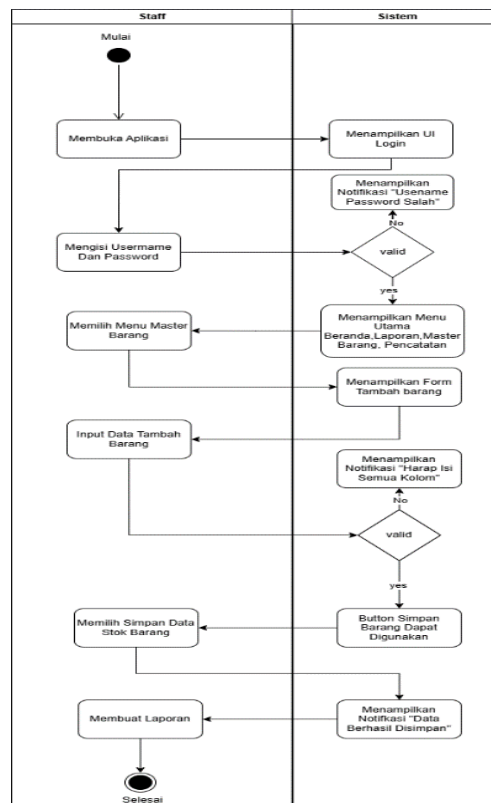 Staff
Sistem
Mulai
Membuka Aplikasi
Menampilkan UI
Login
Menampilkan
Notifikasi "Usename
Password Salah"
No
Mengisi Usermame
Dan Password
valid
yes
Memilih Menu Master
Barang
Menampilkan Menu
Utama
Beranda,Laporan,Master
Barang, Pencatatan
Menampilkan Form
Tambah barang
Input Data Tambah
Barang
Menampilkan
Notifikasi "Harap Isi
Semua Kolom"
No
valid
yes
Memilih Simpan Data
Stok Barang
Button Simpan
Barang Dapat
Digunakan
Membuat Laporan
Menampilkan
Notifkasi "Data
Berhasil Disimpan"
Selesai